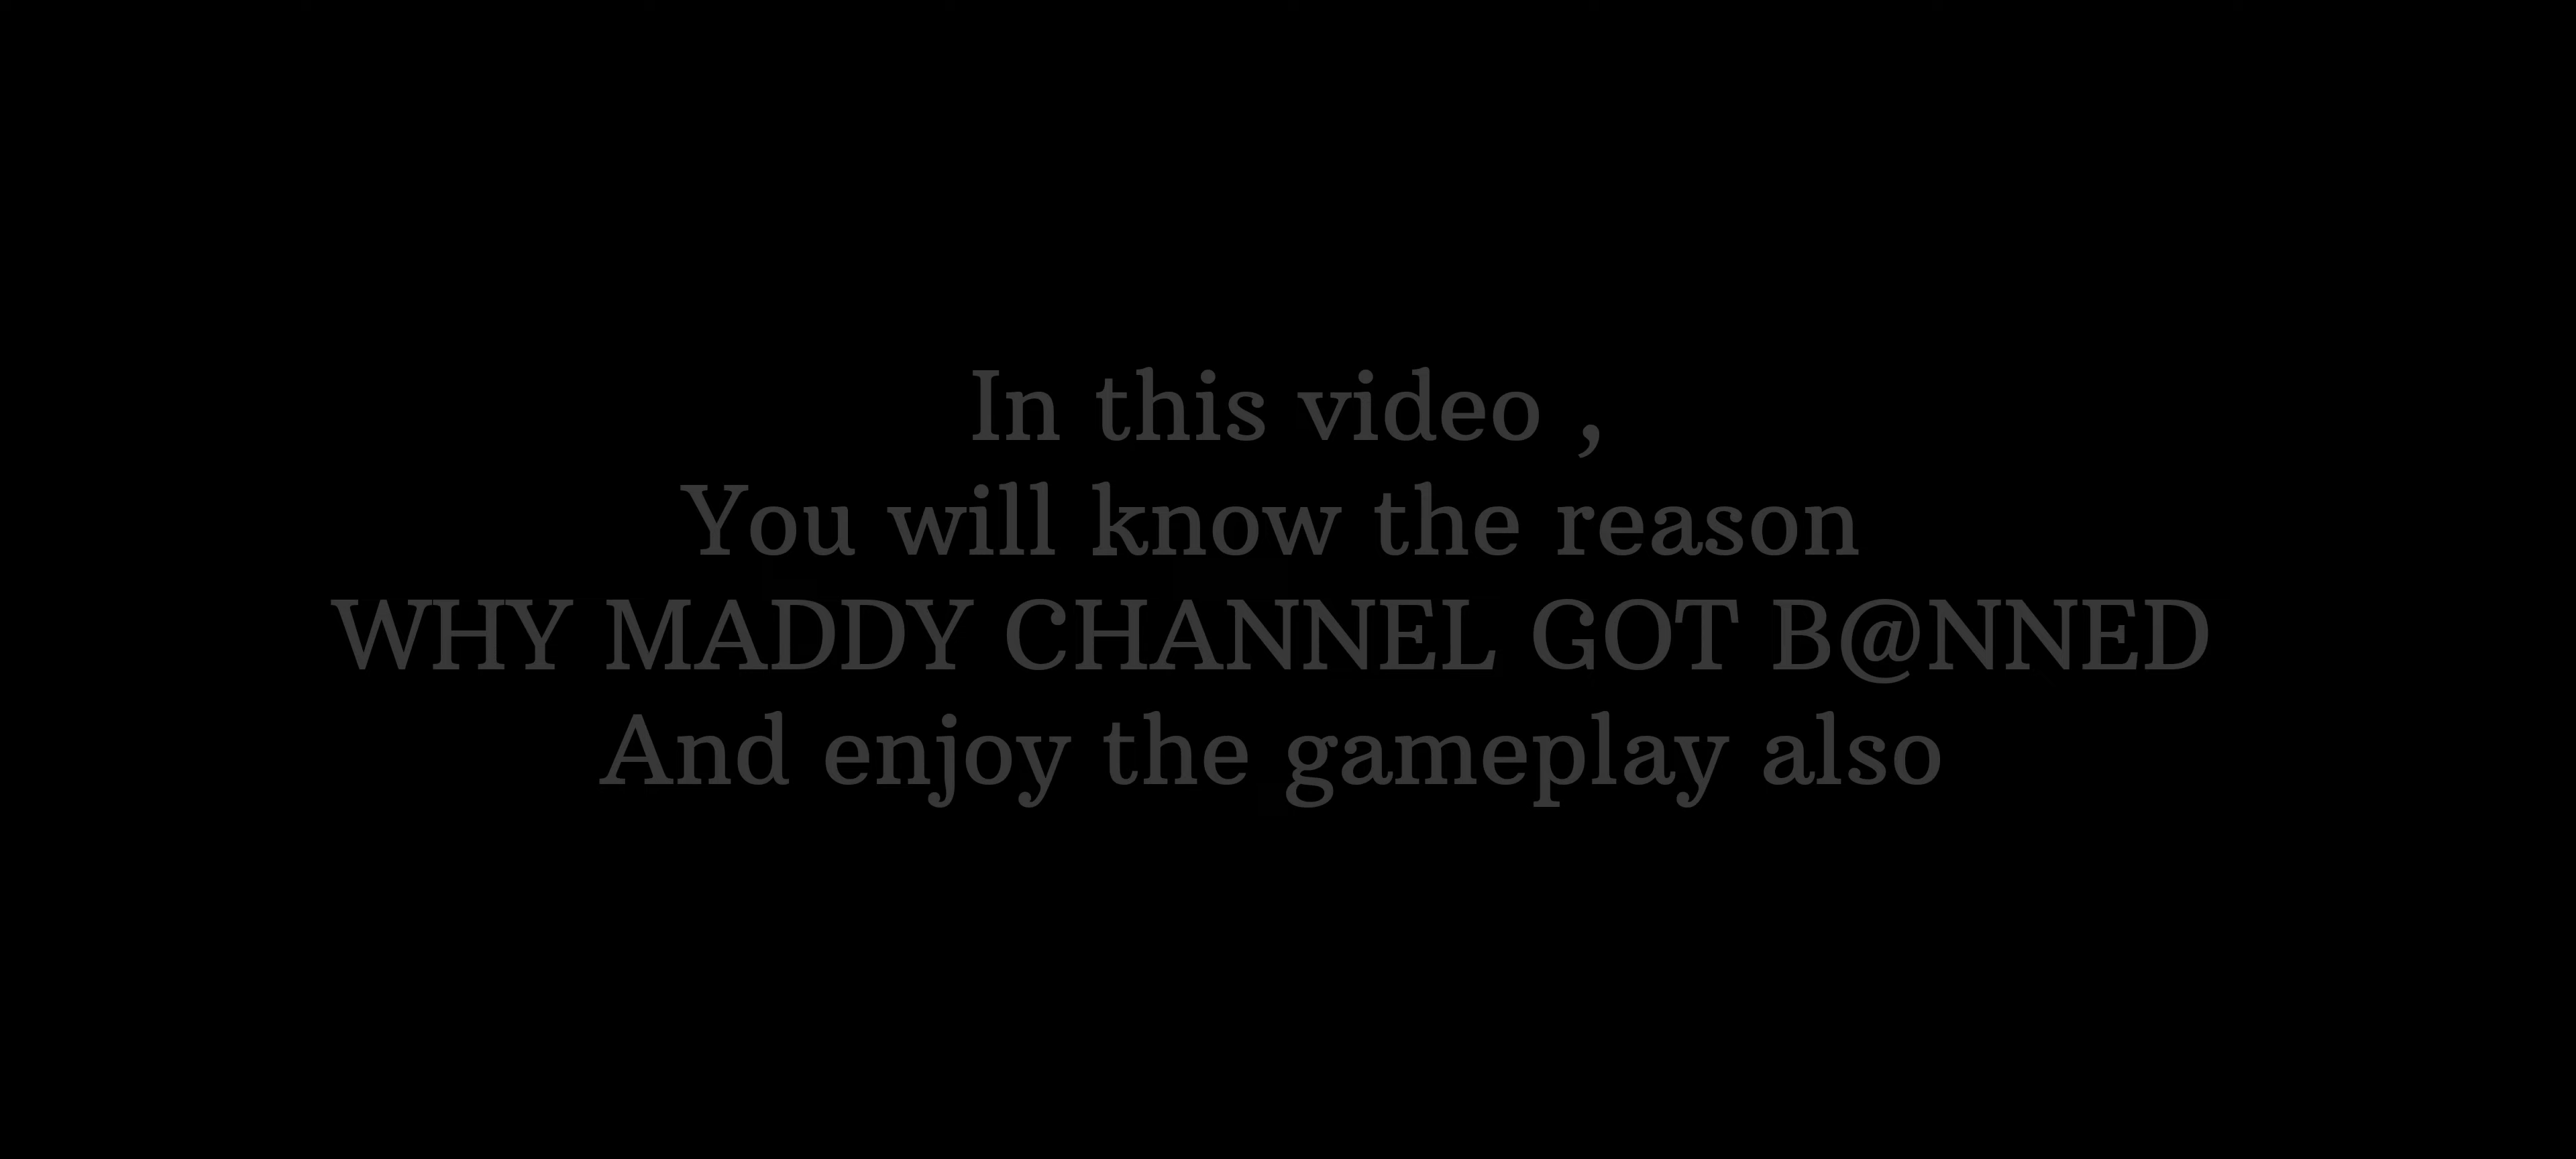 In this video ,
You will know the reason
WHY MADDY CHANNEL GOT B@NNED
And enjoy the gameplay also